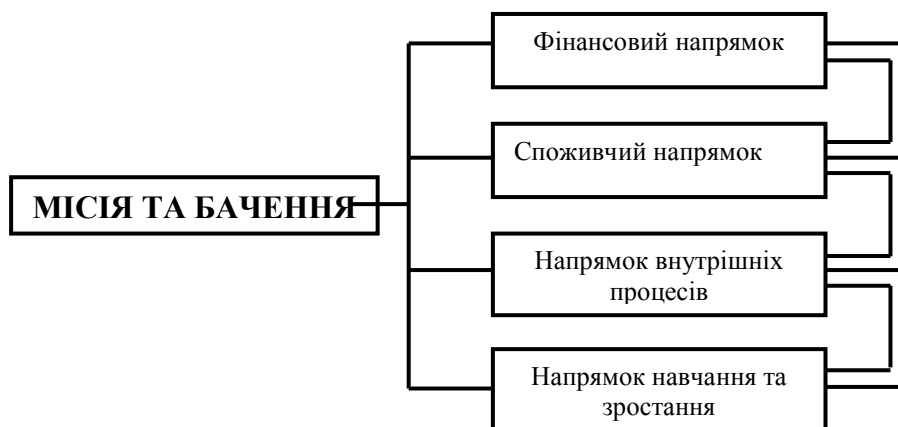 Фінансовий напрямок
Споживчий напрямок
МІСІЯ ТА БАЧЕННЯ
Напрямок внутрішніх
процесів
Напрямок навчання та
зростання